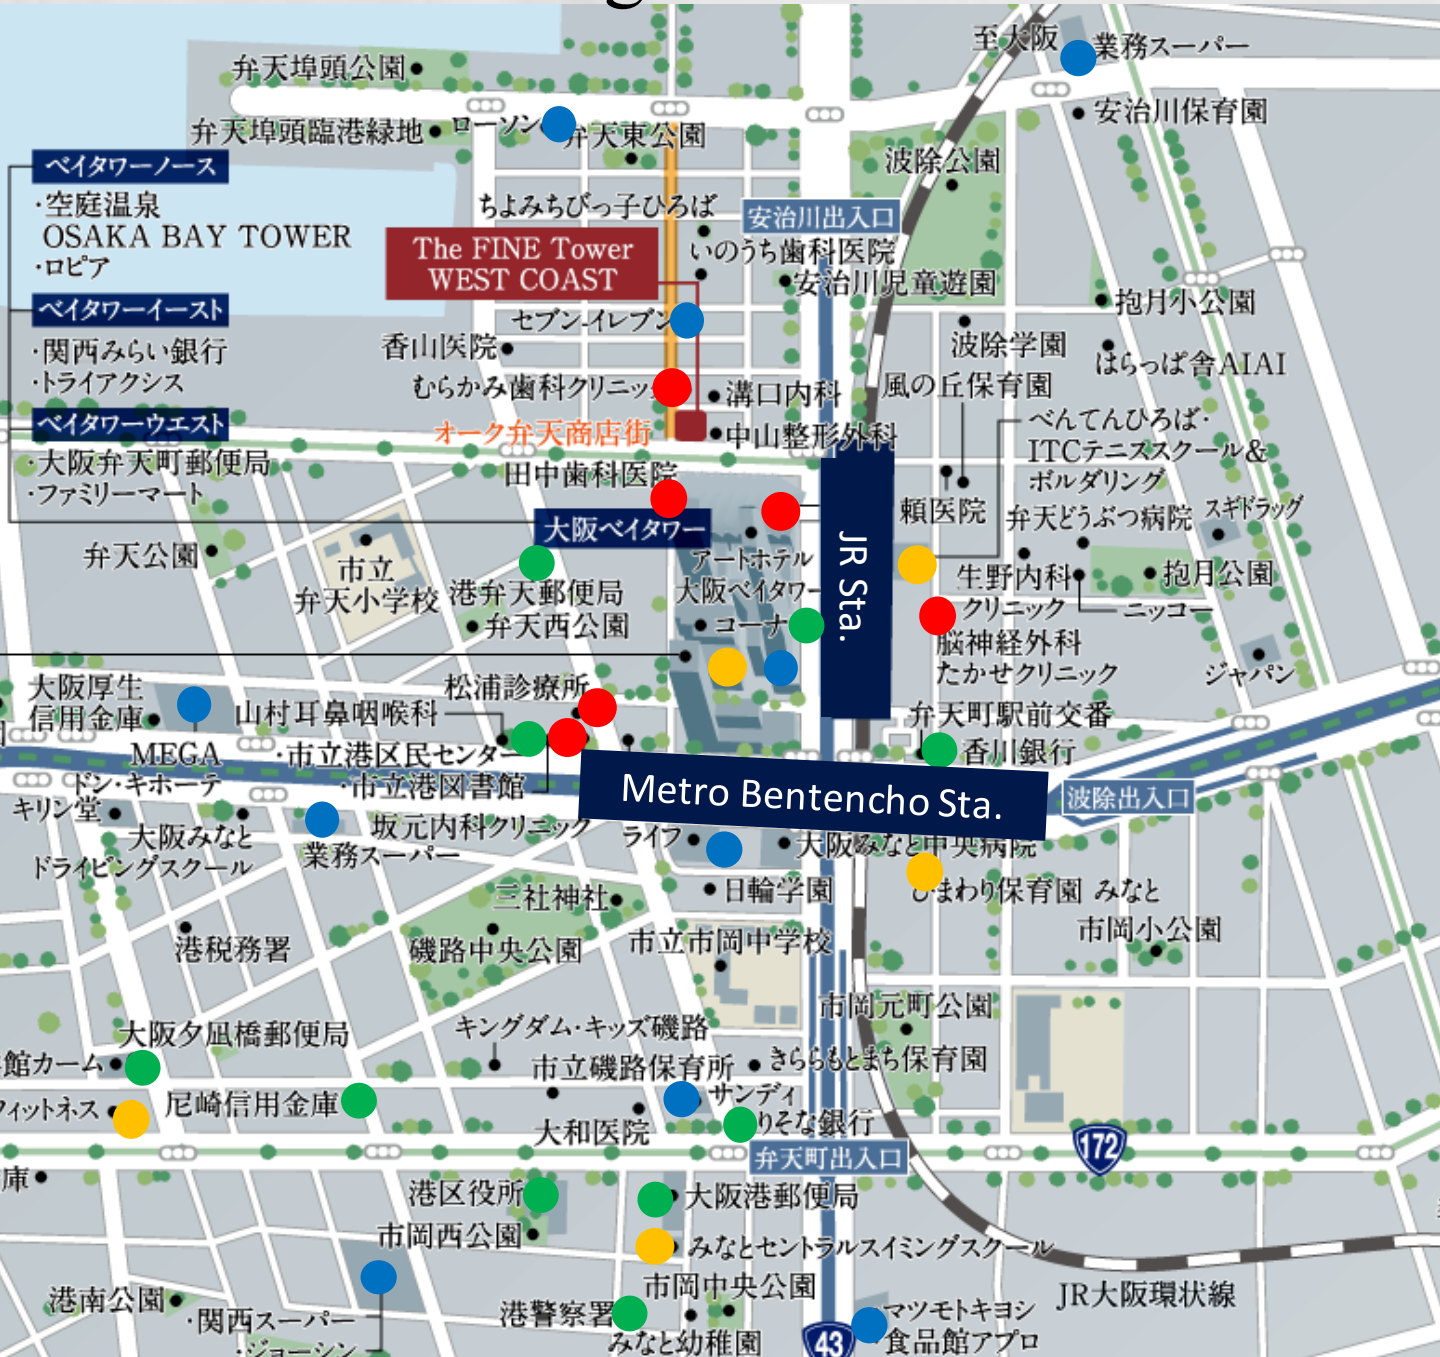 至大阪
業務スーパー
弁天埠頭公園
安治川保育園
弁天埠頭臨港緑地
ローソン
弁天東公園
波除公園
ベイタワーノース
・空庭温泉
OSAKA BAY TOWER
・ロピア
ちよみちびっ子ひろば
安治川出入口
The FINE Tower
WEST COAST
いのうち歯科医院
安治川児童遊園
抱月小公園
ベイタワーイースト
・関西みらい銀行
・トライアクシス
セブン-イレブン
香山医院
波除学園
はらっぱ舎AIAI
むらかみ歯科クリニック
溝口内科
風の丘保育園
ベイタワーウエスト
・大阪弁天町郵便局
・ファミリーマート
オーク弁天商店街
中山整形外科
べんてんひろば・
ITCテニススクール&
ボルダリング
田中歯科医院
頼医院
弁天どうぶつ病院
スギドラッグ
大阪ベイタワー
JR Sta.
弁天公園
市立
弁天小学校
港弁天郵便局
弁天西公園
アートホテル
大阪ベイタワー
コーナン
生野内科
クリニック
抱月公園
ニッコー
脳神経外科
たかせクリニック
ジャパン
大阪厚生
信用金庫
松浦診療所
山村耳鼻咽喉科
弁天町駅前交番
香川銀行
MEGA
ドン・キホーテ
・市立港区民センター
・市立港図書館
Metro Bentencho Sta.
波除出入口
キリン堂
大阪みなと
ドライビングスクール
業務スーパー
坂元内科クリニック
ライフ
大阪みなと中央病院
日輪学園
ひまわり保育園 みなと
三社神社
港税務署
磯路中央公園
市立市岡中学校
市岡小公園
市岡元町公園
大阪夕凪橋郵便局
キングダム・キッズ磯路
館カーム
市立磯路保育所
きららもとまち保育園
フィットネス
尼崎信用金庫
サンディ
りそな銀行
大和医院
弁天町出入口
172
庫
港区役所
大阪港郵便局
市岡西公園
みなとセントラルスイミングスクール
市岡中央公園
JR大阪環状線
港南公園
・関西スーパー
・ジョーシン
港警察署
みなと幼稚園
43
マツモトキヨシ
食品館アプロ